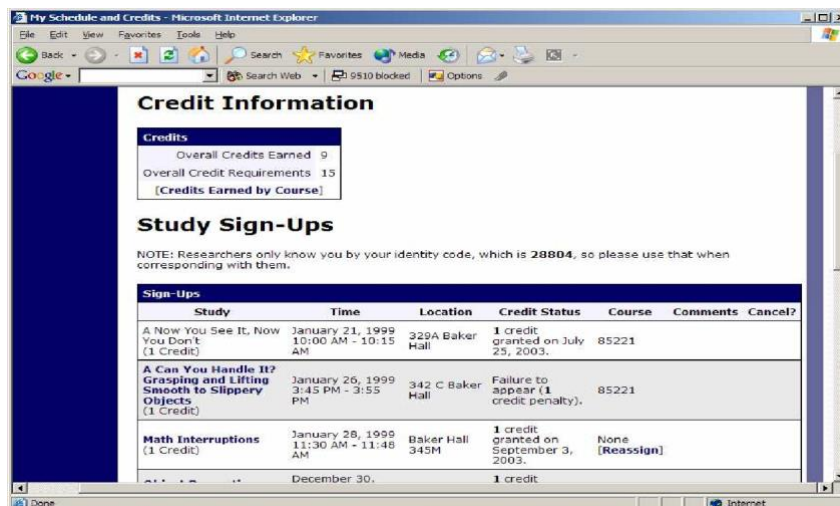 My Schedule and Credits - Microsoft Internet Explorer
File Edit View Favorites Tools Help
Back Search Favorites Media
Google Search Web 9510 blocked Options
Credit Information
Credits
Overall Credits Earned 9
Overall Credit Requirements 15
[Credits Earned by Course]
Study Sign-Ups
NOTE: Researchers only know you by your identity code, which is 28804, so please use that when
corresponding with them.
Sign-Ups
Study Time Location Credit Status Course Comments Cancel?
A Now You See It, Now
You Don't
(1 Credit)
January 21, 1999
10:00 AM - 10:15
AM
329A Baker
Hall
1 credit
granted on July
25, 2003.
85221
A Can You Handle It?
Grasping and Lifting
Smooth to Slippery
Objects
(1 Credit)
January 26, 1999
3:45 PM - 3:55
PM
342 C Baker
Hall
Failure to
appear (1
credit penalty).
85221
Math Interruptions
(1 Credit)
January 28, 1999
11:30 AM - 11:48
AM
Baker Hall
345M
1 credit
granted on
September 3,
2003.
None
[Reassign]
December 30,
1 credit
Done Internet